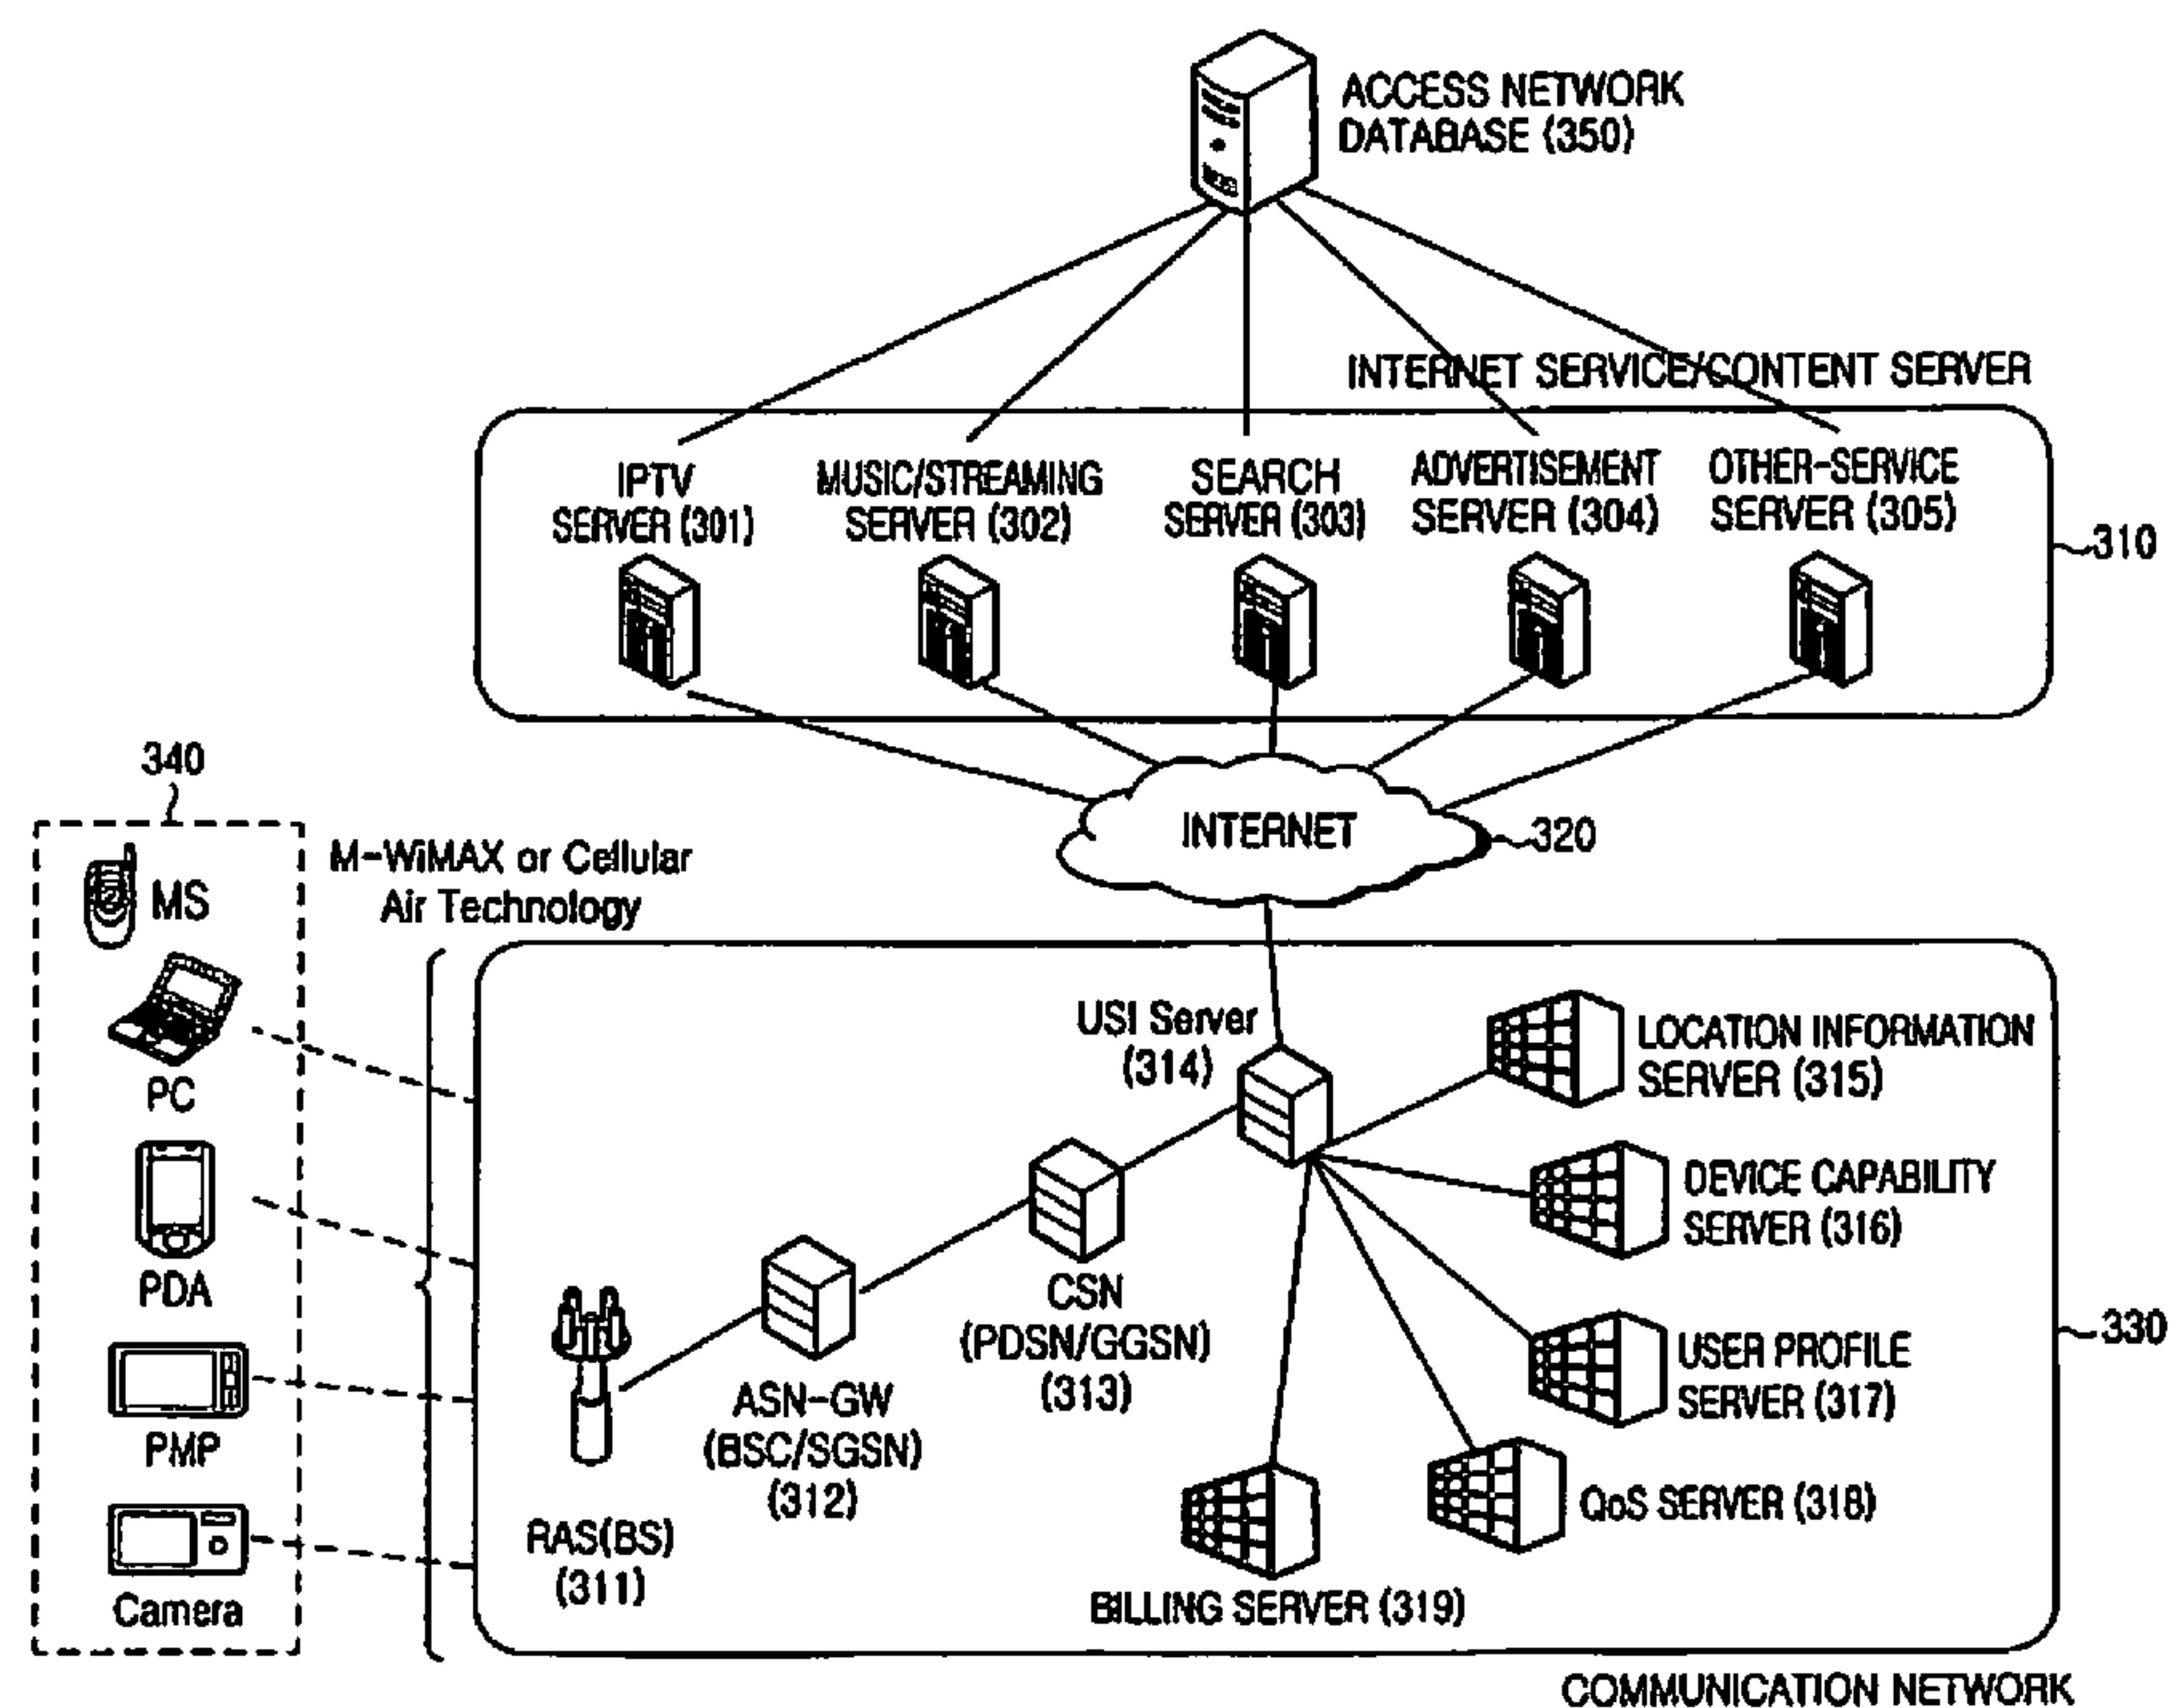 ACCESS NETWORK
DATABASE (350)
INTERNET SERVICE/CONTENT SERVER
IPTV
SERVER (301)
MUSIC/STREAMING
SERVER (302)
SEARCH
SERVER (303)
ADVERTISEMENT
SERVER (304)
OTHER-SERVICE
SERVER (305)
310
INTERNET
320
340
MS
PC
PDA
PMP
Camera
M-WiMAX or Cellular
Air Technology
USI Server
(314)
LOCATION INFORMATION
SERVER (315)
DEVICE CAPABILITY
SERVER (316)
USER PROFILE
SERVER (317)
QoS SERVER (318)
BILLING SERVER (319)
CSN
(PDSN/GGSN)
(313)
ASN-GW
(BSC/SGSN)
(312)
RAS(BS)
(311)
330
COMMUNICATION NETWORK